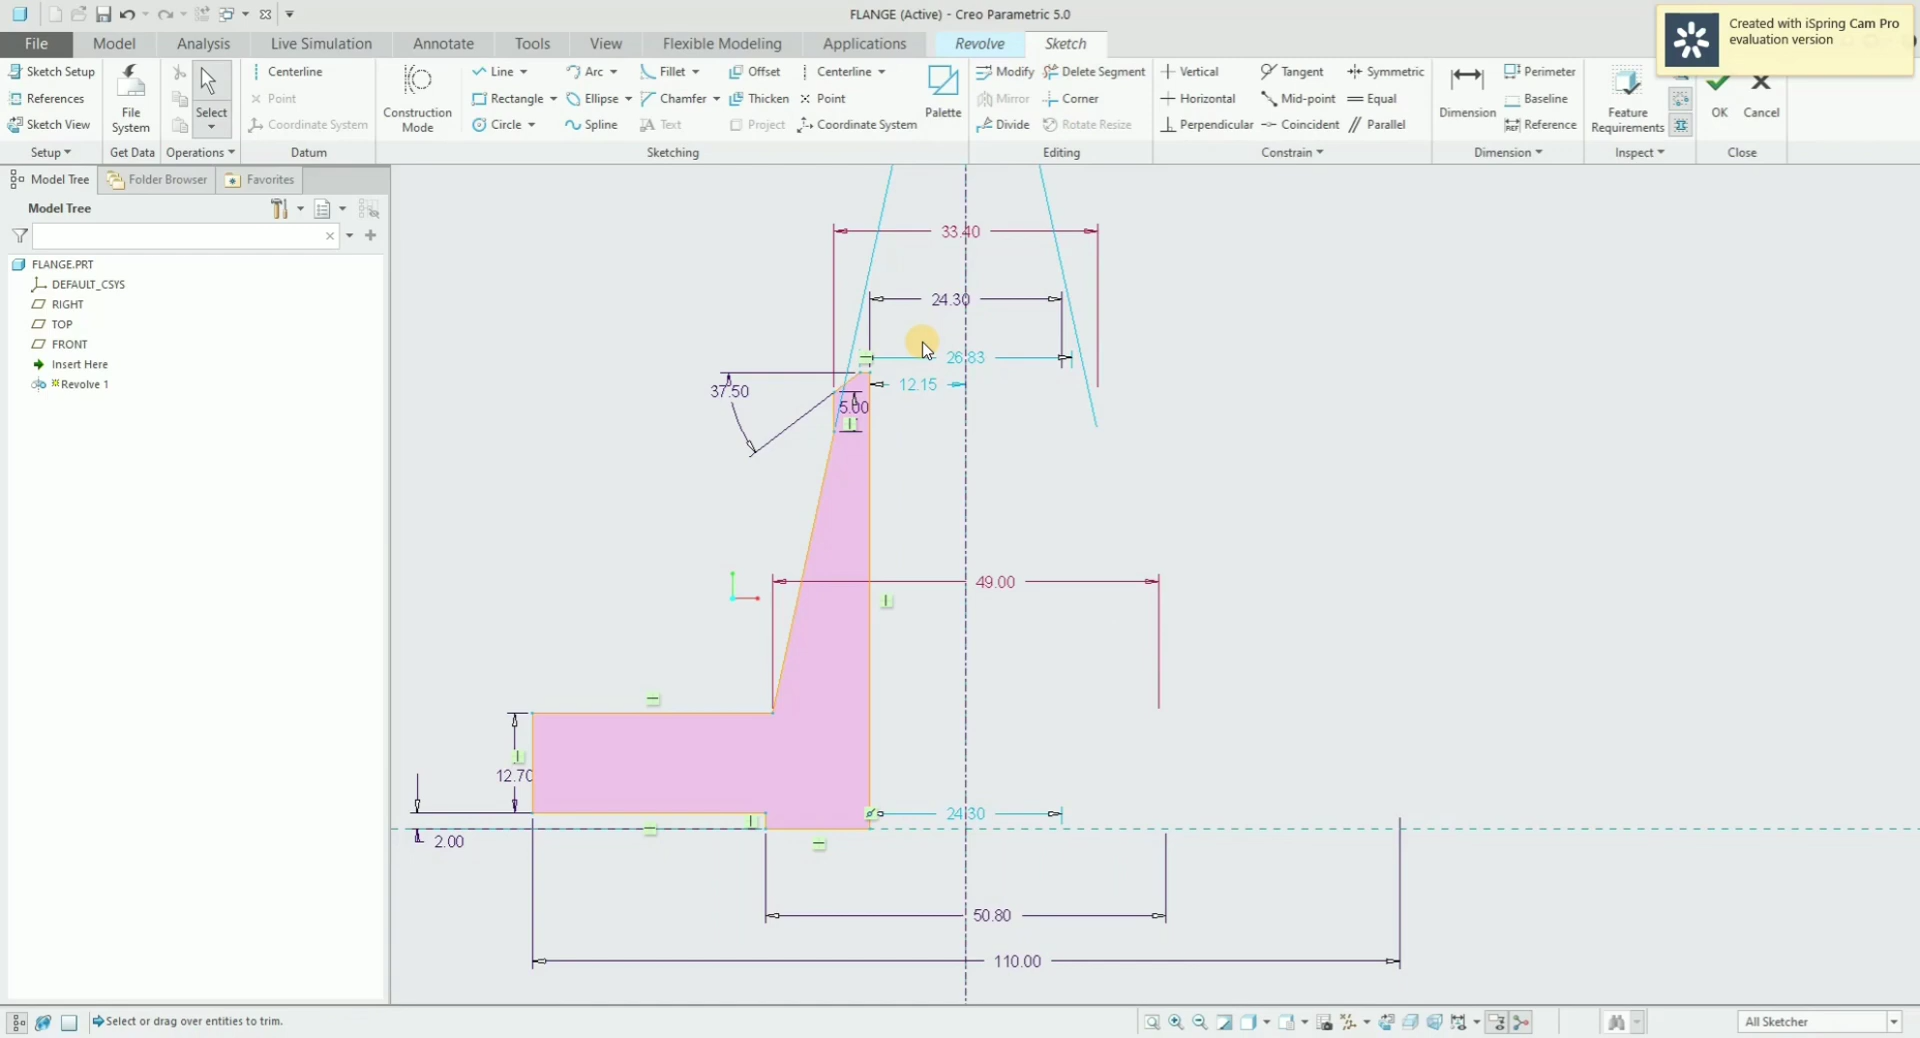 FLANGE (Active) - Creo Parametric 5.0
Created with iSpring Cam Pro
evaluation version
File Model Analysis Live Simulation Annotate Tools View Flexible Modeling Applications Revolve Sketch
Sketch Setup
References
Sketch View
Setup
File
System
Get Data
Select
Operations
Centerline
Point
Coordinate System
Datum
Construction
Mode
Line Arc Fillet Offset Centerline
Rectangle Ellipse Chamfer Thicken Point
Circle Spline Text Project Coordinate System
Palette
Sketching
Modify Delete Segment
Mirror Corner
Divide Rotate Resize
Editing
Vertical Tangent Symmetric
Horizontal Mid-point Equal
Perpendicular Coincident Parallel
Constrain
Dimension
Perimeter
Baseline
Reference
Dimension
Feature
Requirements
Inspect
OK
Cancel
Close
Model Tree Folder Browser Favorites
Model Tree
FLANGE.PRT
DEFAULT_CSYS
RIGHT
TOP
FRONT
Insert Here
Revolve 1
33.40
24.30
26.83
12.15
37.50
5.00
49.00
12.70
24.30
2.00
50.80
110.00
Select or drag over entities to trim.
All Sketcher